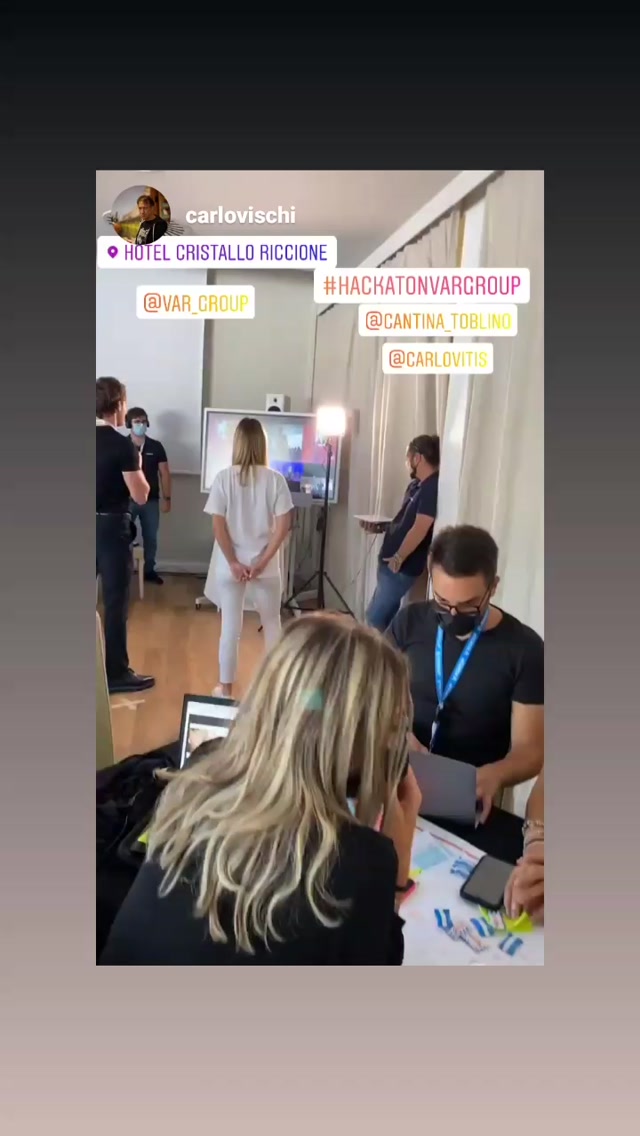 carlovischi
HOTEL CRISTALLO RICCIONE
#HACKATONVARGROUP
@VAR_GROUP
@CANTINA_TOBLINO
@CARLOVITIS